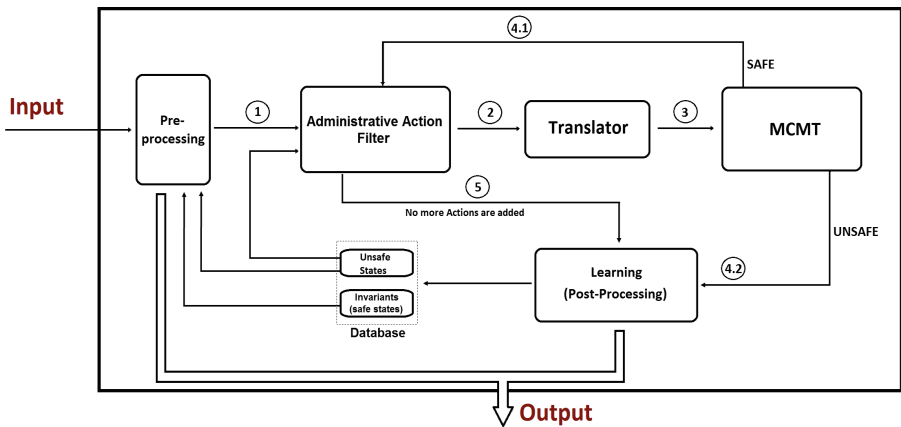 4.1
SAFE
Input
Pre-
processing
1
Administrative Action
Filter
2
Translator
3
MCMT
5
No more Actions are added
UNSAFE
Unsafe
States
4.2
Learning
(Post-Processing)
Invariants
(safe states)
Database
Output